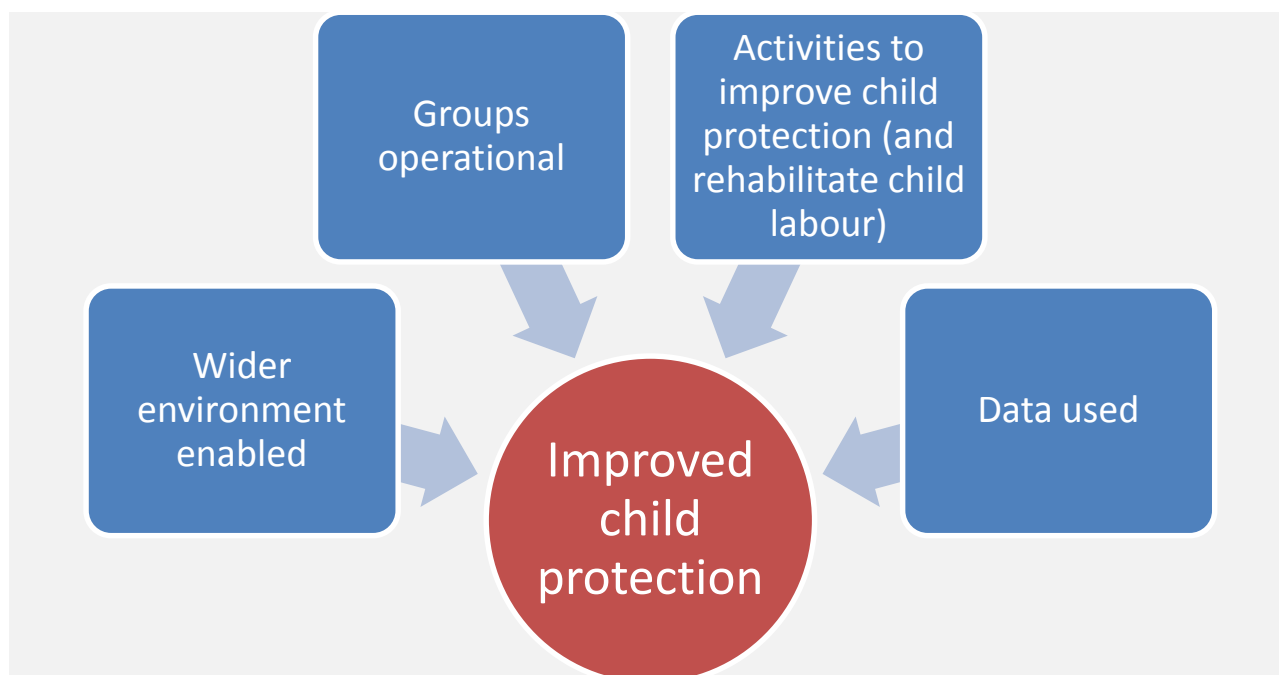 Groups
operational
Activities to
improve child
protection (and
rehabilitate child
labour)
Wider
environment
enabled
Data used
Improved
child
protection